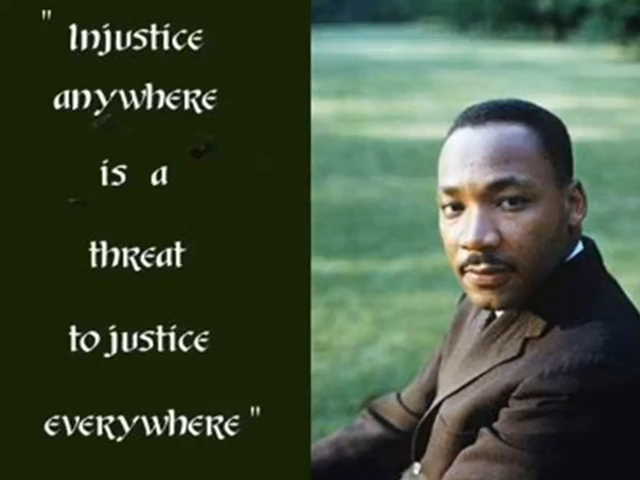 " Injustice
anywhere
is a
threat
to justice
everywhere "